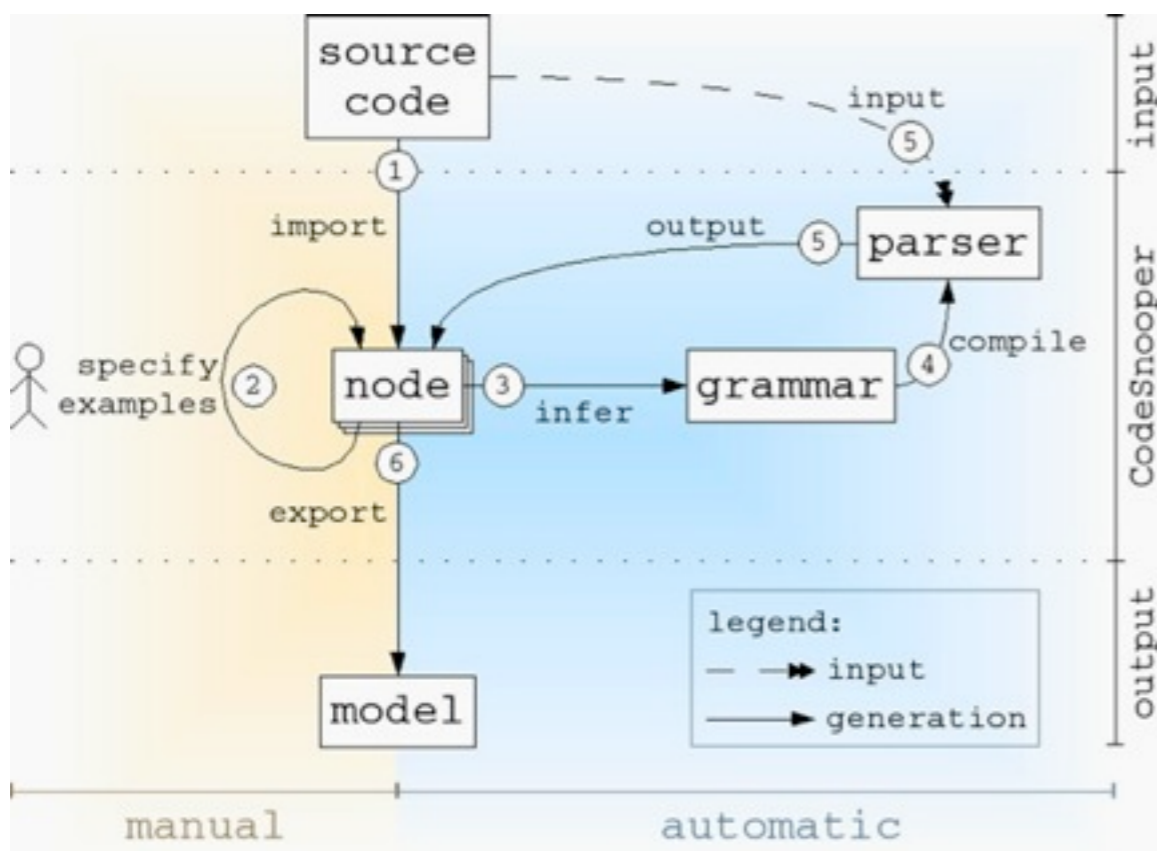 source
code
input
5
input
1
import
output
5
parser
CodeSnooper
specify
examples
2
node
3
infer
grammar
4
compile
6
export
legend:
input
generation
output
model
manual
automatic